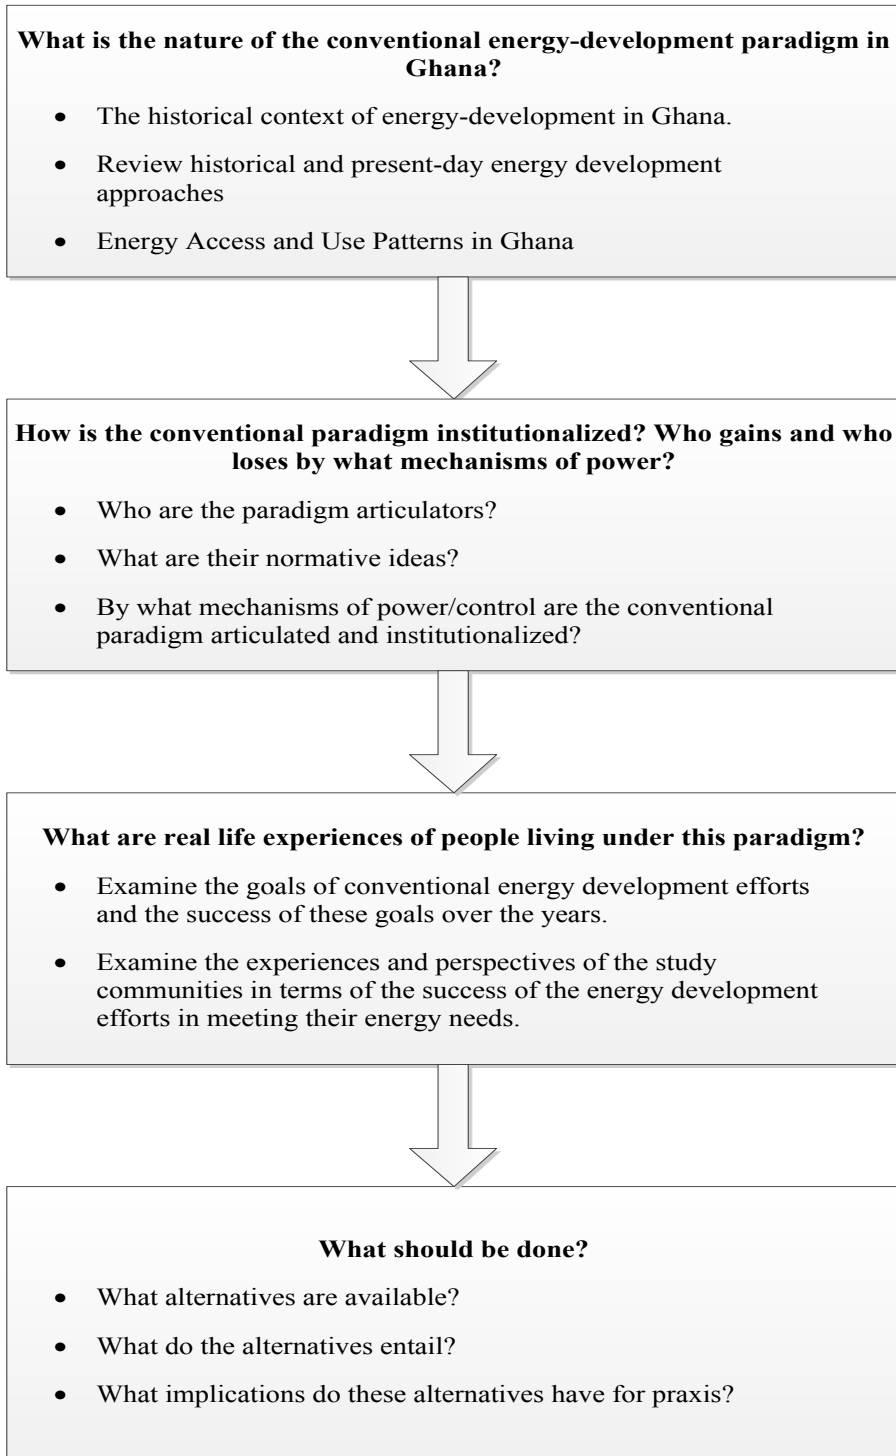 What is the nature of the conventional energy-development paradigm in
Ghana?
• The historical context of energy-development in Ghana.
• Review historical and present-day energy development
approaches
• Energy Access and Use Patterns in Ghana
How is the conventional paradigm institutionalized? Who gains and who
loses by what mechanisms of power?
• Who are the paradigm articulators?
• What are their normative ideas?
• By what mechanisms of power/control are the conventional
paradigm articulated and institutionalized?
What are real life experiences of people living under this paradigm?
• Examine the goals of conventional energy development efforts
and the success of these goals over the years.
• Examine the experiences and perspectives of the study
communities in terms of the success of the energy development
efforts in meeting their energy needs.
What should be done?
• What alternatives are available?
• What do the alternatives entail?
• What implications do these alternatives have for praxis?